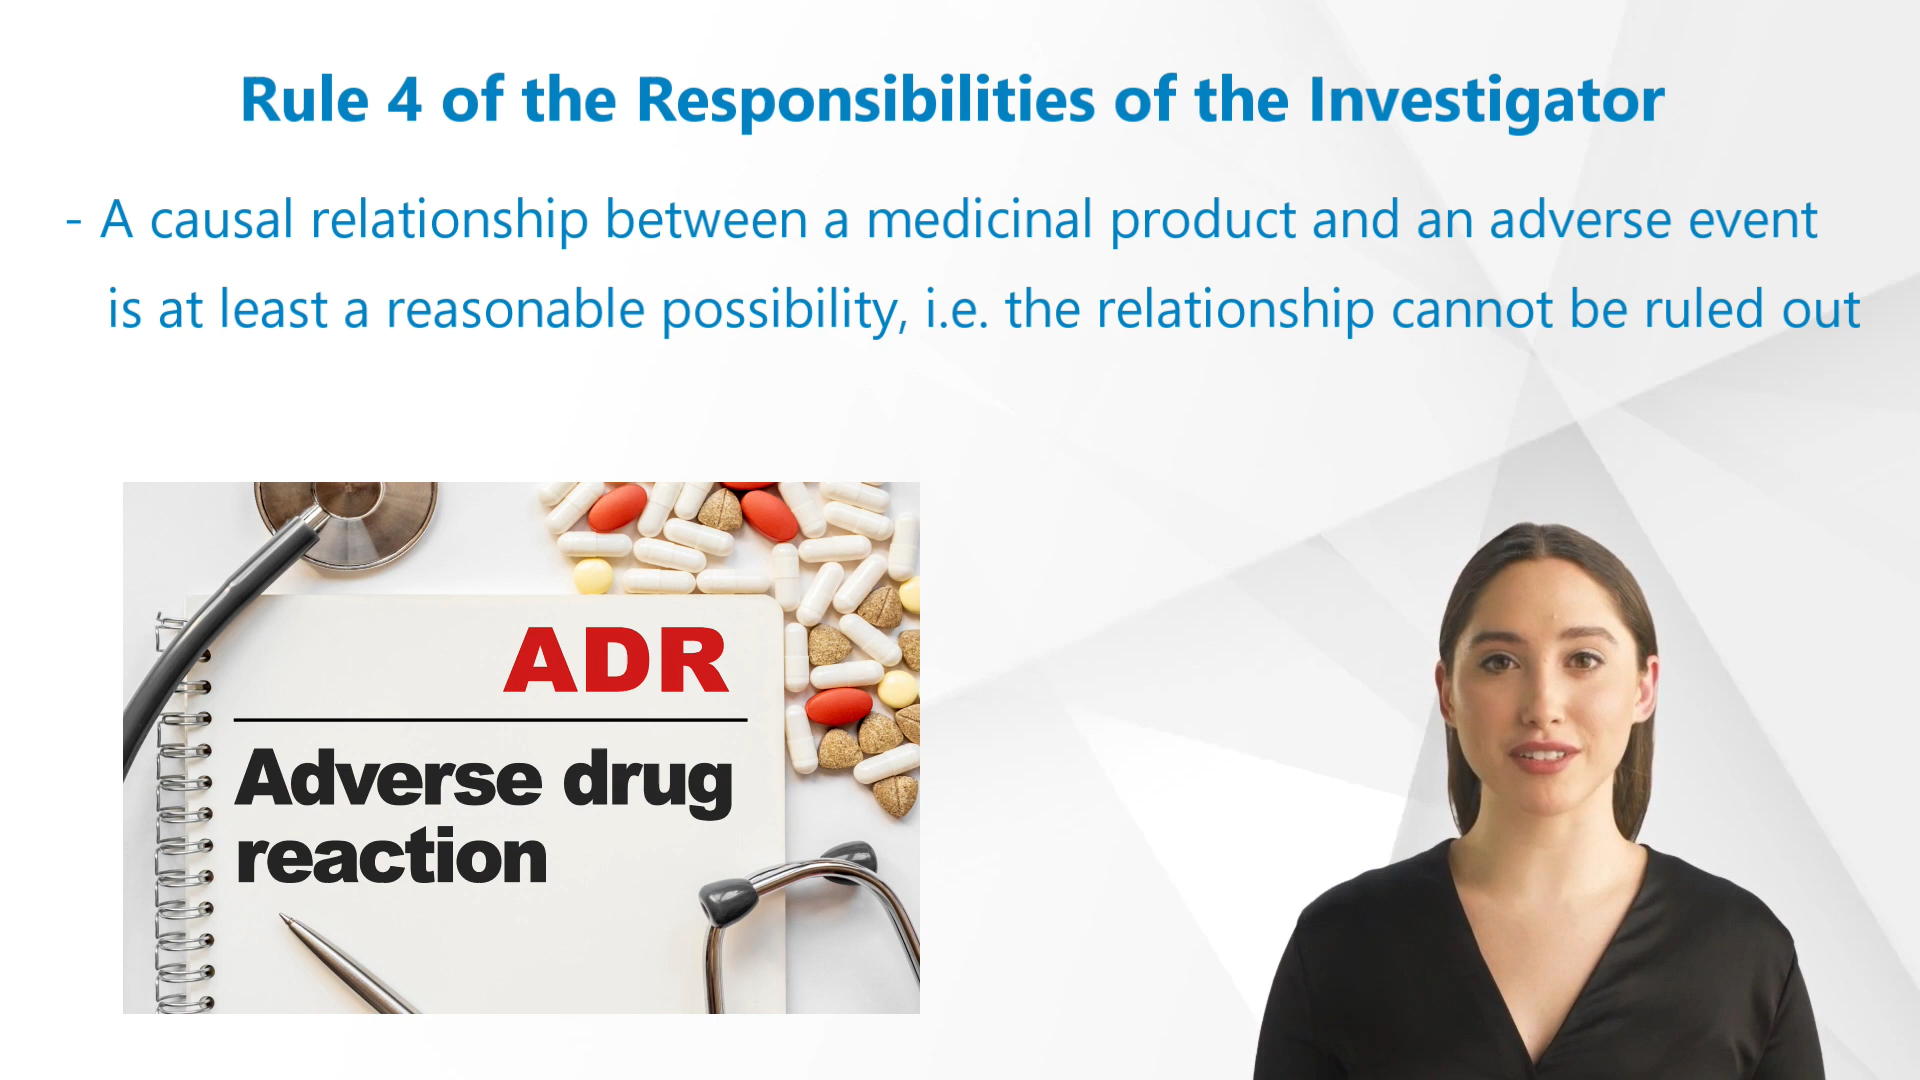 Rule 4 of the Responsibilities of the Investigator
- A causal relationship between a medicinal product and an adverse event
is at least a reasonable possibility, i.e. the relationship cannot be ruled out
ADR
Adverse drug
reaction